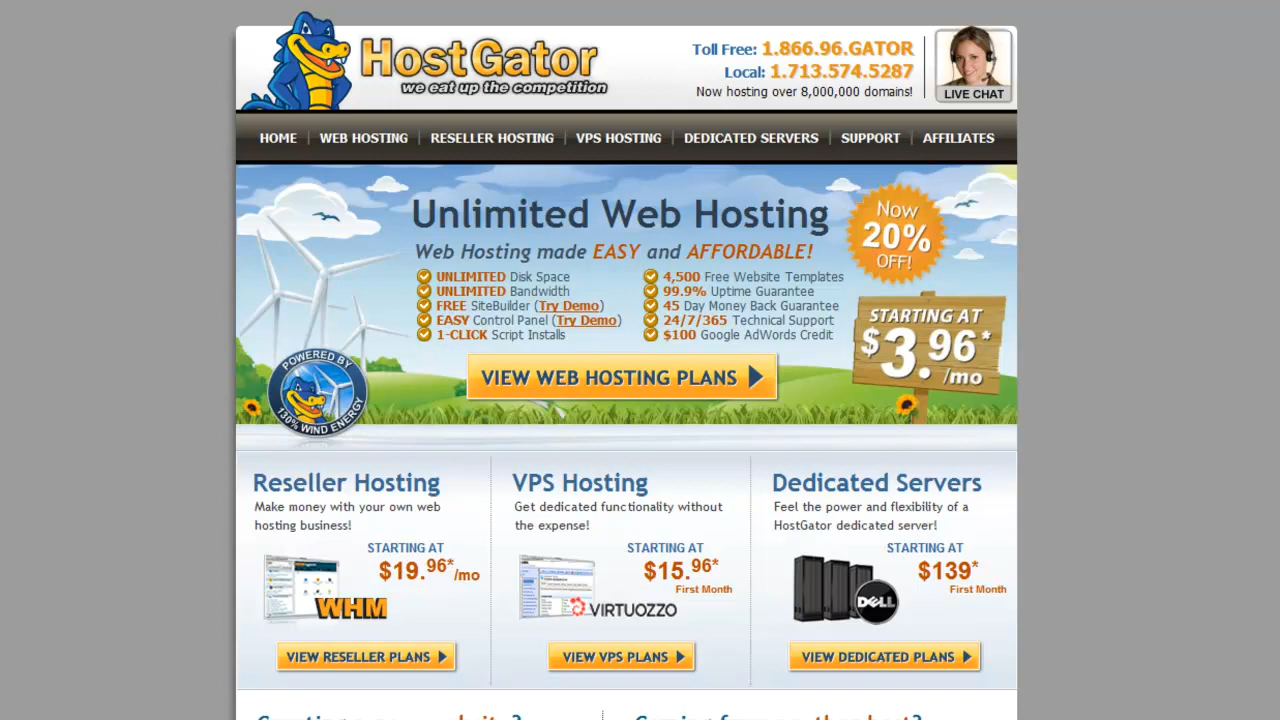 HostGator
we eat up the competition
Toll Free: 1.866.96.GATOR
Local: 1.713.574.5287
Now hosting over 8,000,000 domains!
LIVE CHAT
HOME
WEB HOSTING
RESELLER HOSTING
VPS HOSTING
DEDICATED SERVERS
SUPPORT
AFFILIATES
Unlimited Web Hosting
Web Hosting made EASY and AFFORDABLE!
UNLIMITED Disk Space
UNLIMITED Bandwidth
FREE SiteBuilder (Try Demo)
EASY Control Panel (Try Demo)
1-CLICK Script Installs
4,500 Free Website Templates
99.9% Uptime Guarantee
45 Day Money Back Guarantee
24/7/365 Technical Support
$100 Google AdWords Credit
VIEW WEB HOSTING PLANS
Now
20%
OFF!
STARTING AT
$3.96*
/mo
POWERED BY
130% WIND ENERGY
Reseller Hosting
Make money with your own web
hosting business!
STARTING AT
$19.96*/mo
WHM
VIEW RESELLER PLANS
VPS Hosting
Get dedicated functionality without
the expense!
STARTING AT
$15.96*
First Month
VIRTUOZZO
VIEW VPS PLANS
Dedicated Servers
Feel the power and flexibility of a
HostGator dedicated server!
STARTING AT
$139*
First Month
DELL
VIEW DEDICATED PLANS